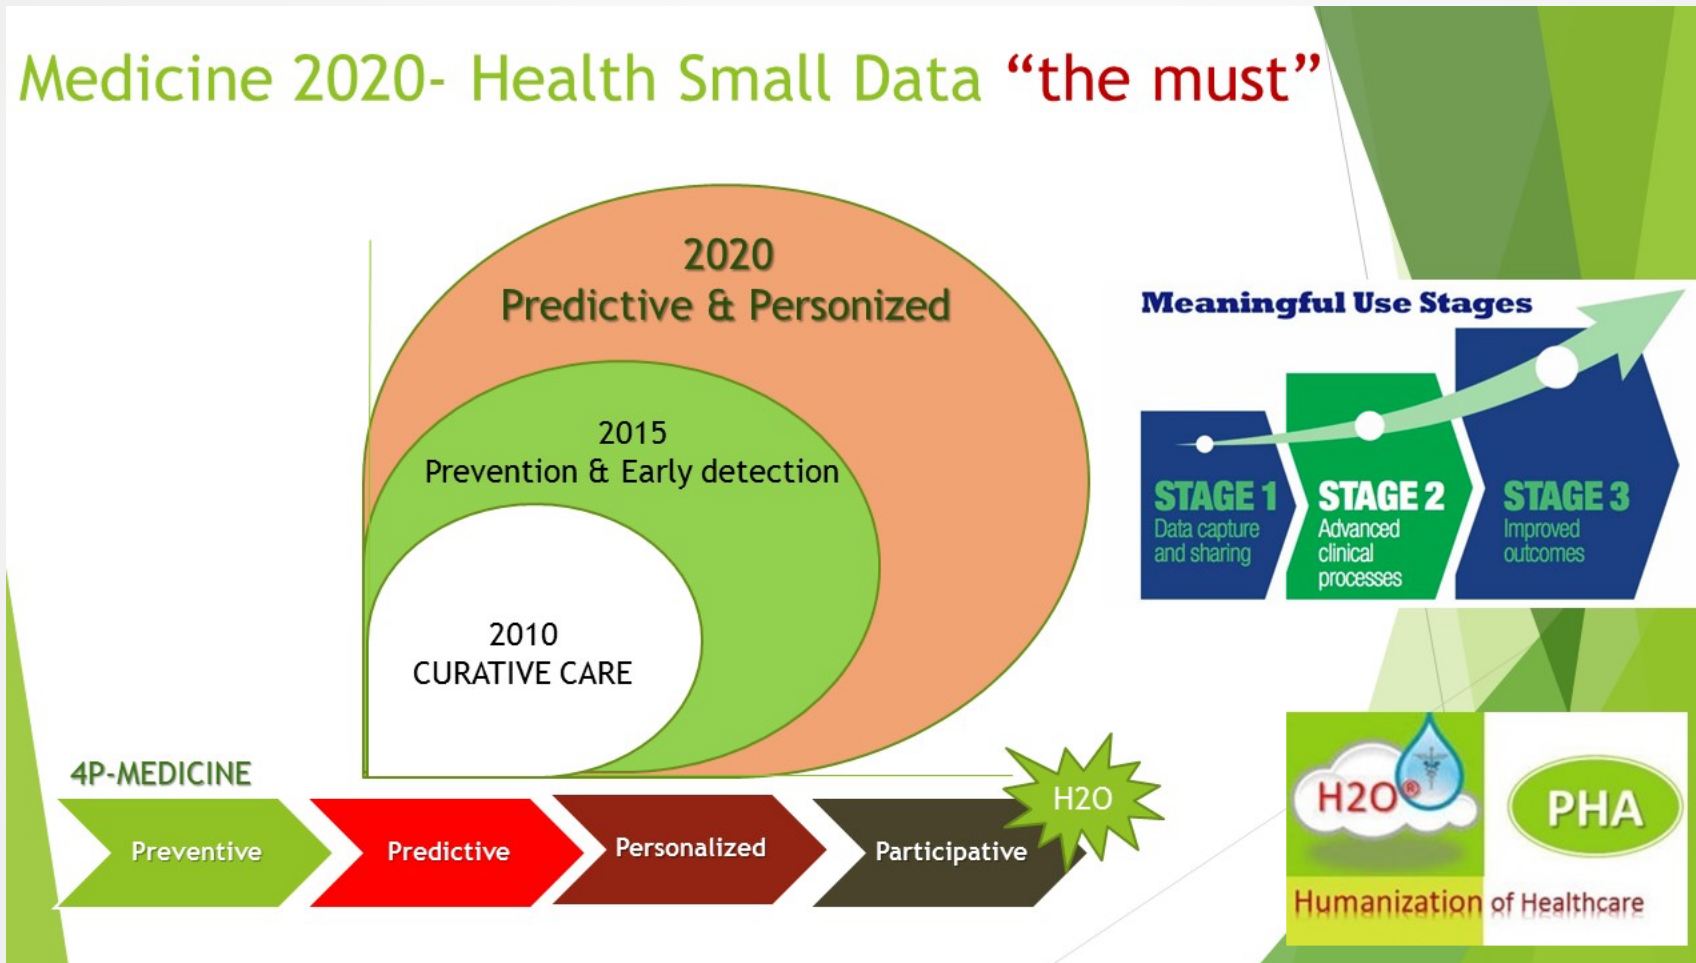 Medicine 2020- Health Small Data “the must”
2020
Predictive & Personized
2015
Prevention & Early detection
2010
CURATIVE CARE
Meaningful Use Stages
STAGE 1
Data capture
and sharing
STAGE 2
Advanced
clinical
processes
STAGE 3
Improved
outcomes
4P-MEDICINE
Preventive
Predictive
Personalized
Participative
H2O
H2O®
PHA
Humanization of Healthcare